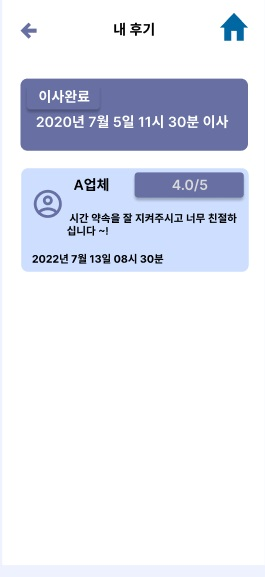 내 후기
이사완료
2020년 7월 5일 11시 30분 이사
A업체
4.0/5
시간 약속을 잘 지켜주시고 너무 친절하
십니다 ~!
2022년 7월 13일 08시 30분